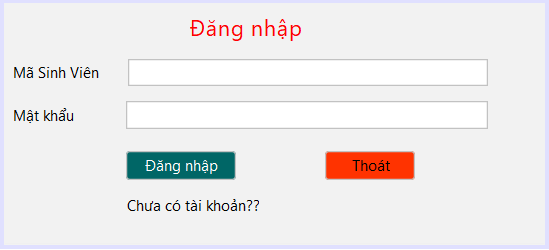 Đăng nhập
Mã Sinh Viên
Mật khẩu
Đăng nhập Thoát
Chưa có tài khoản??